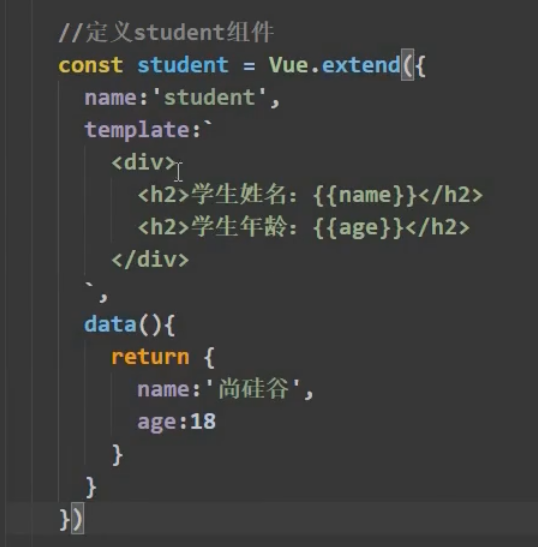 //定义student组件
const student = Vue.extend({
  name:'student',
  template:`
    <div>
      <h2>学生姓名：{{name}}</h2>
      <h2>学生年龄：{{age}}</h2>
    </div>
  `,
  data(){
    return {
      name:'尚硅谷',
      age:18
    }
  }
})